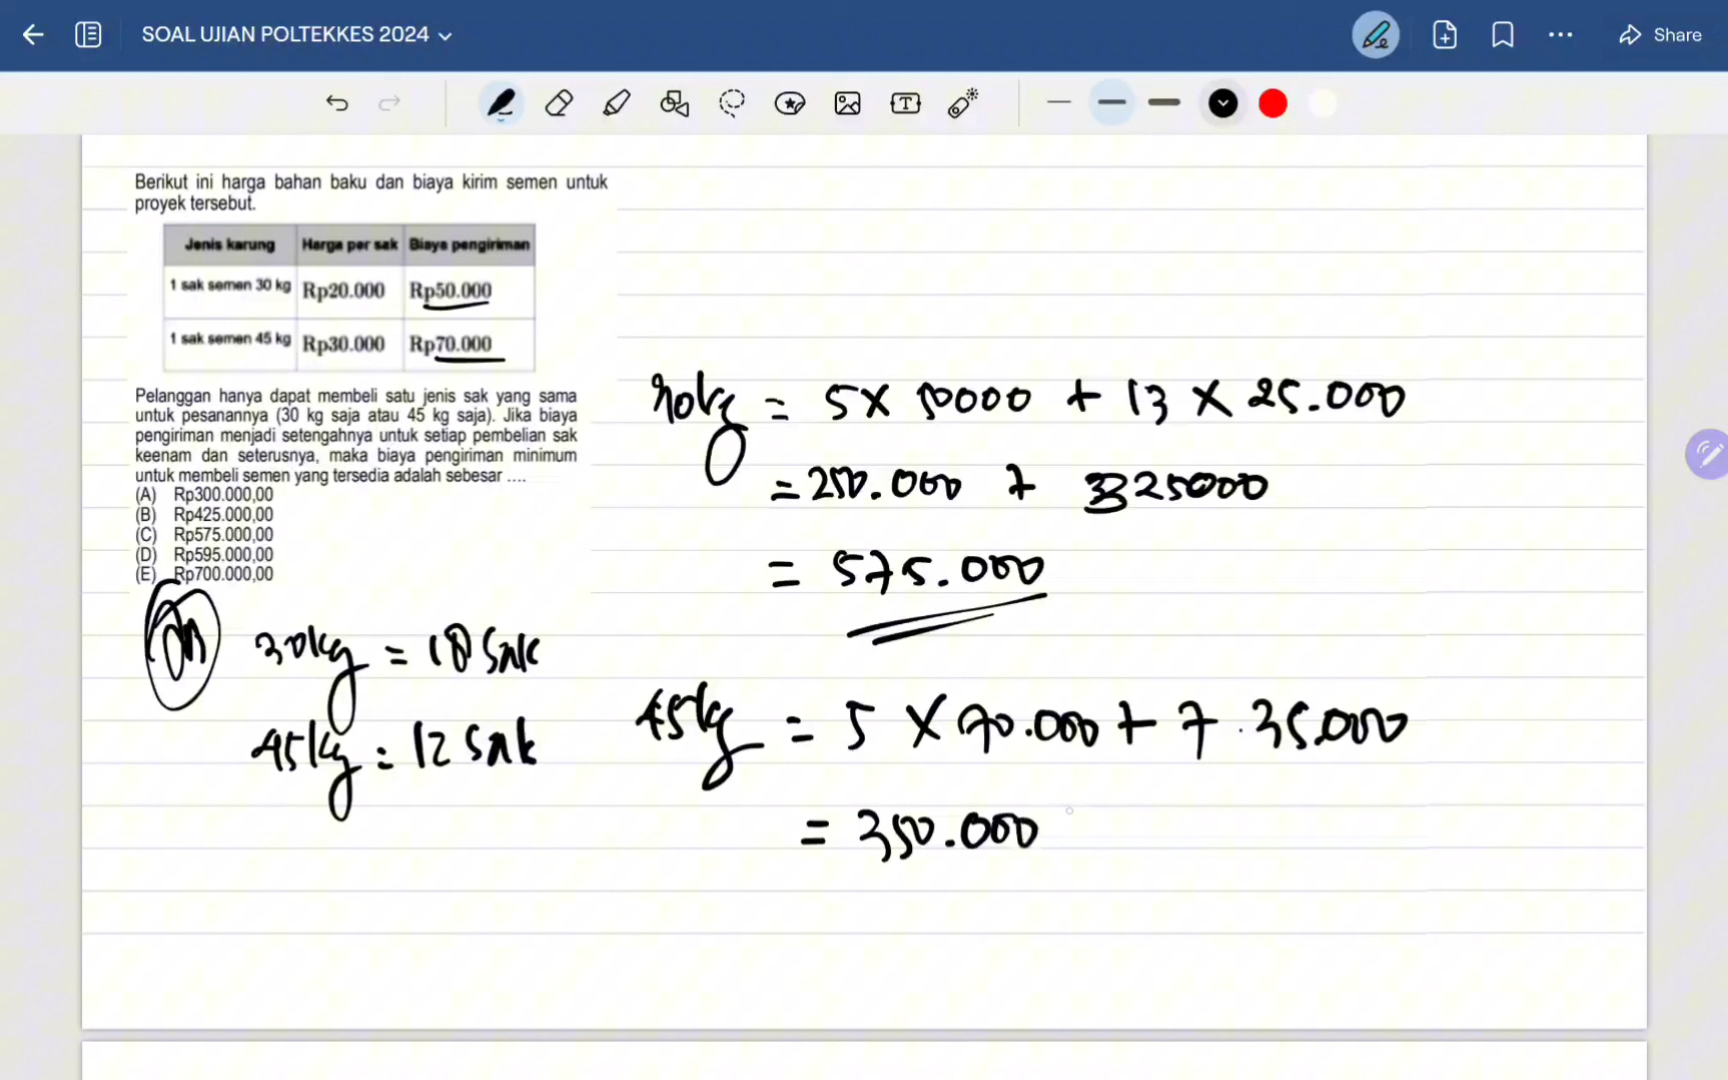 SOAL UJIAN POLTEKKES 2024
Share
Berikut ini harga bahan baku dan biaya kirim semen untuk
proyek tersebut.
Jenis karung Harga per sak Biaya pengiriman
1 sak semen 30 kg Rp20.000 Rp50.000
1 sak semen 45 kg Rp30.000 Rp70.000
Pelanggan hanya dapat membeli satu jenis sak yang sama
untuk pesanannya (30 kg saja atau 45 kg saja). Jika biaya
pengiriman menjadi setengahnya untuk setiap pembelian sak
keenam dan seterusnya, maka biaya pengiriman minimum
untuk membeli semen yang tersedia adalah sebesar ....
(A) Rp300.000,00
(B) Rp425.000,00
(C) Rp575.000,00
(D) Rp595.000,00
(E) Rp700.000,00
30kg = 18 Sak
45kg = 12 Sak
30kg = 5 x 50000 + 13 x 25.000
= 250.000 + 325000
= 575.000
45kg = 5 x 70.000 + 7 . 35.000
= 350.000